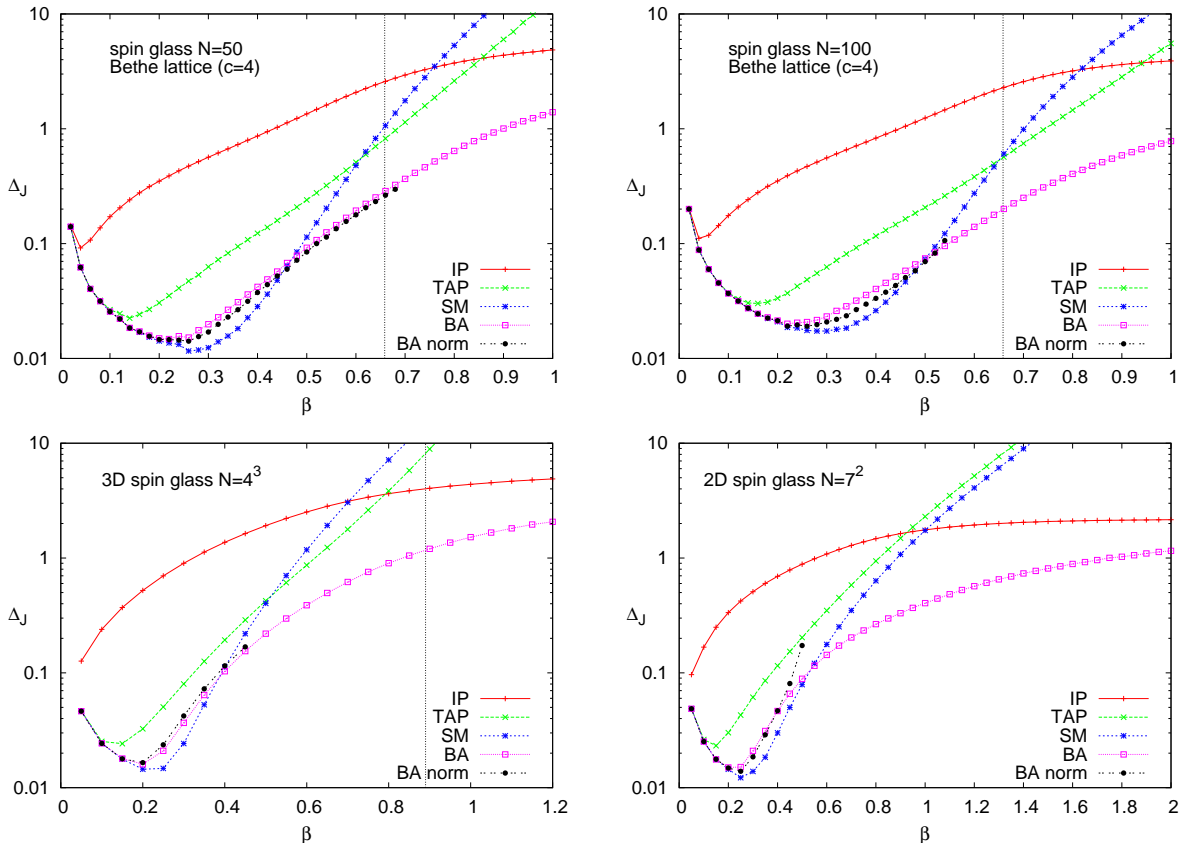 10
1
0.1
0.01
Δ_J
spin glass N=50
Bethe lattice (c=4)
IP
TAP
SM
BA
BA norm
0 0.1 0.2 0.3 0.4 0.5 0.6 0.7 0.8 0.9 1
β
10
1
0.1
0.01
Δ_J
spin glass N=100
Bethe lattice (c=4)
IP
TAP
SM
BA
BA norm
0 0.1 0.2 0.3 0.4 0.5 0.6 0.7 0.8 0.9 1
β
10
1
0.1
0.01
Δ_J
3D spin glass N=4³
IP
TAP
SM
BA
BA norm
0 0.2 0.4 0.6 0.8 1 1.2
β
10
1
0.1
0.01
Δ_J
2D spin glass N=7²
IP
TAP
SM
BA
BA norm
0 0.2 0.4 0.6 0.8 1 1.2 1.4 1.6 1.8 2
β